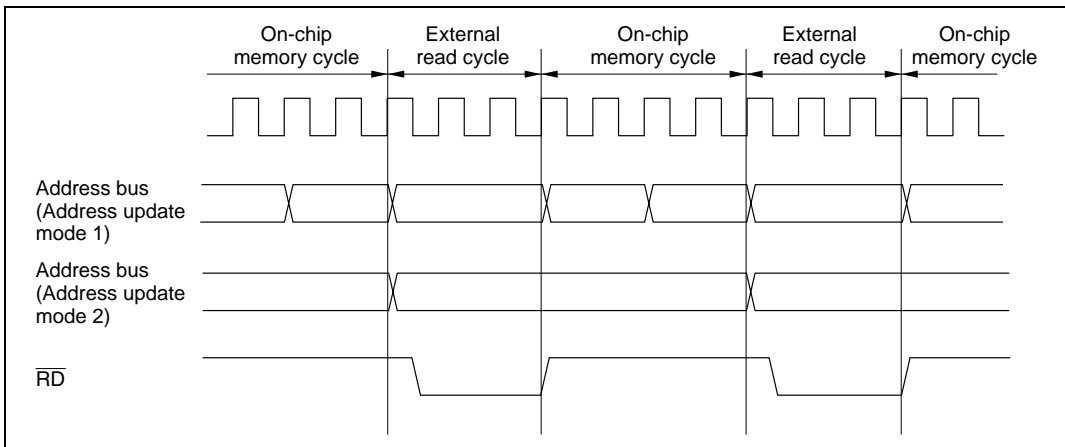 On-chip
memory cycle
External
read cycle
On-chip
memory cycle
External
read cycle
On-chip
memory cycle
Address bus
(Address update
mode 1)
Address bus
(Address update
mode 2)
R̅D̅